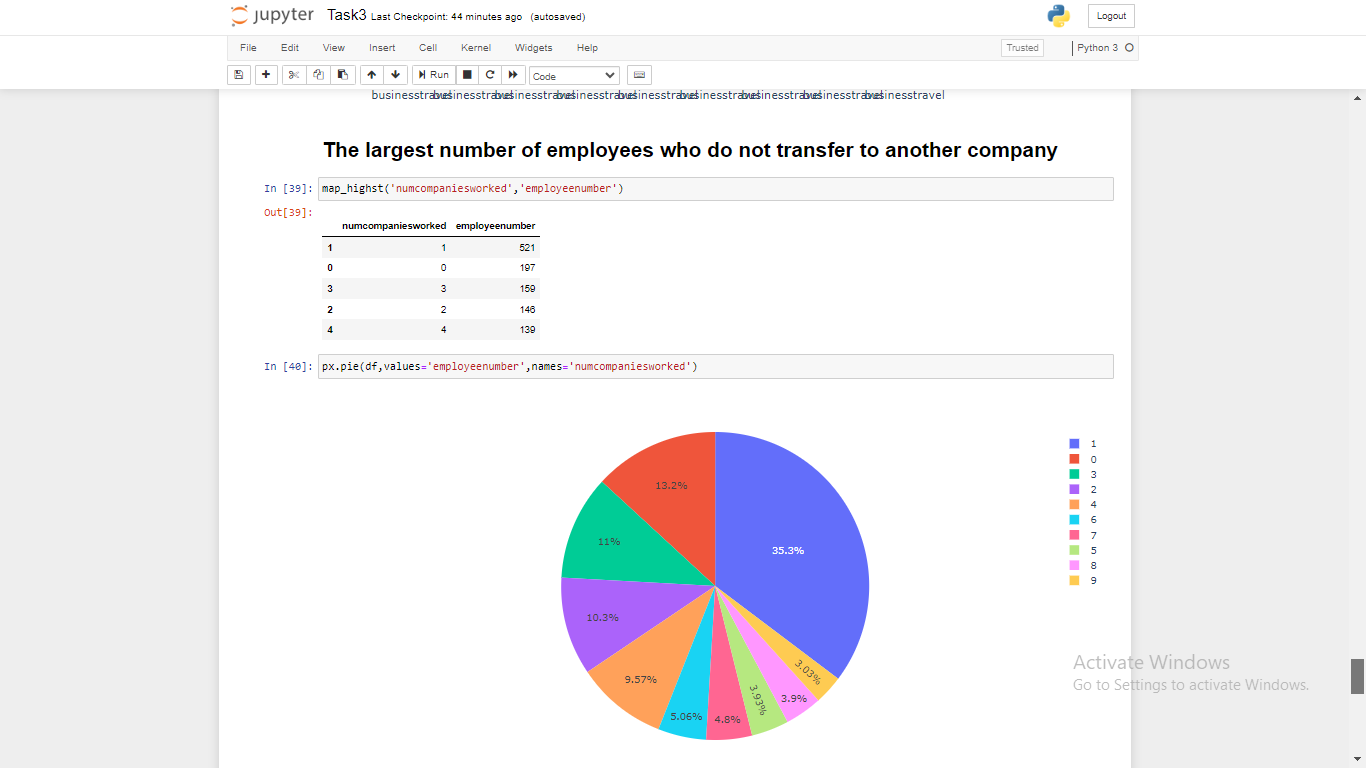 jupyter Task3 Last Checkpoint: 44 minutes ago (autosaved) Logout
File Edit View Insert Cell Kernel Widgets Help Trusted Python 3
Run Code
businesstravel
The largest number of employees who do not transfer to another company
In [39]: map_highst('numcompaniesworked','employeenumber')
Out[39]:
numcompaniesworked employeenumber
1 1 521
0 0 197
3 3 159
2 2 146
4 4 139
In [40]: px.pie(df,values='employeenumber',names='numcompaniesworked')
35.3%
13.2%
11%
10.3%
9.57%
5.06%
4.8%
3.93%
3.9%
3.03%
1
0
3
2
4
6
7
5
8
9
Activate Windows
Go to Settings to activate Windows.